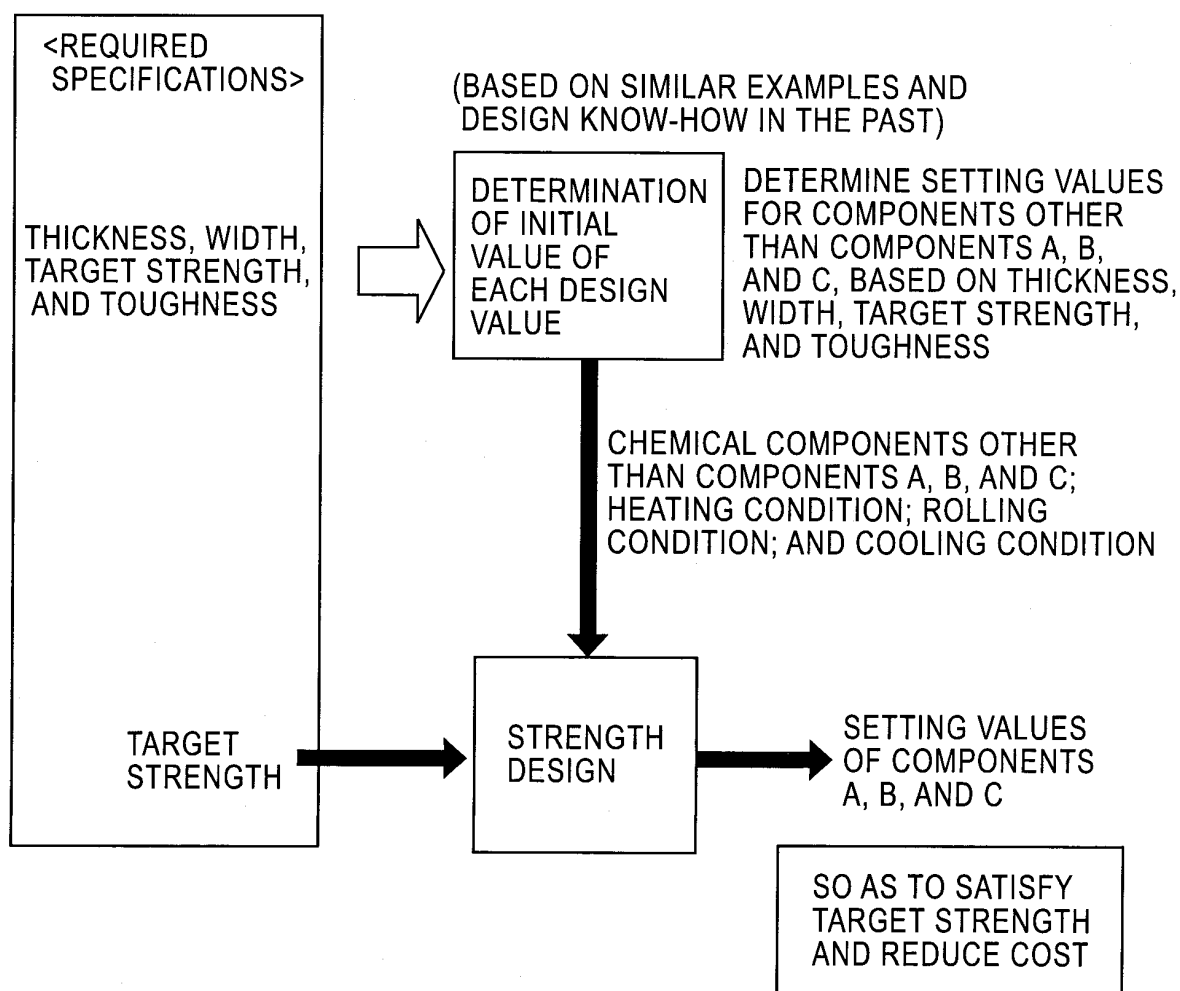 <REQUIRED
SPECIFICATIONS>
THICKNESS, WIDTH,
TARGET STRENGTH,
AND TOUGHNESS
(BASED ON SIMILAR EXAMPLES AND
DESIGN KNOW-HOW IN THE PAST)
DETERMINATION
OF INITIAL
VALUE OF
EACH DESIGN
VALUE
DETERMINE SETTING VALUES
FOR COMPONENTS OTHER
THAN COMPONENTS A, B,
AND C, BASED ON THICKNESS,
WIDTH, TARGET STRENGTH,
AND TOUGHNESS
CHEMICAL COMPONENTS OTHER
THAN COMPONENTS A, B, AND C;
HEATING CONDITION; ROLLING
CONDITION; AND COOLING CONDITION
TARGET
STRENGTH
STRENGTH
DESIGN
SETTING VALUES
OF COMPONENTS
A, B, AND C
SO AS TO SATISFY
TARGET STRENGTH
AND REDUCE COST